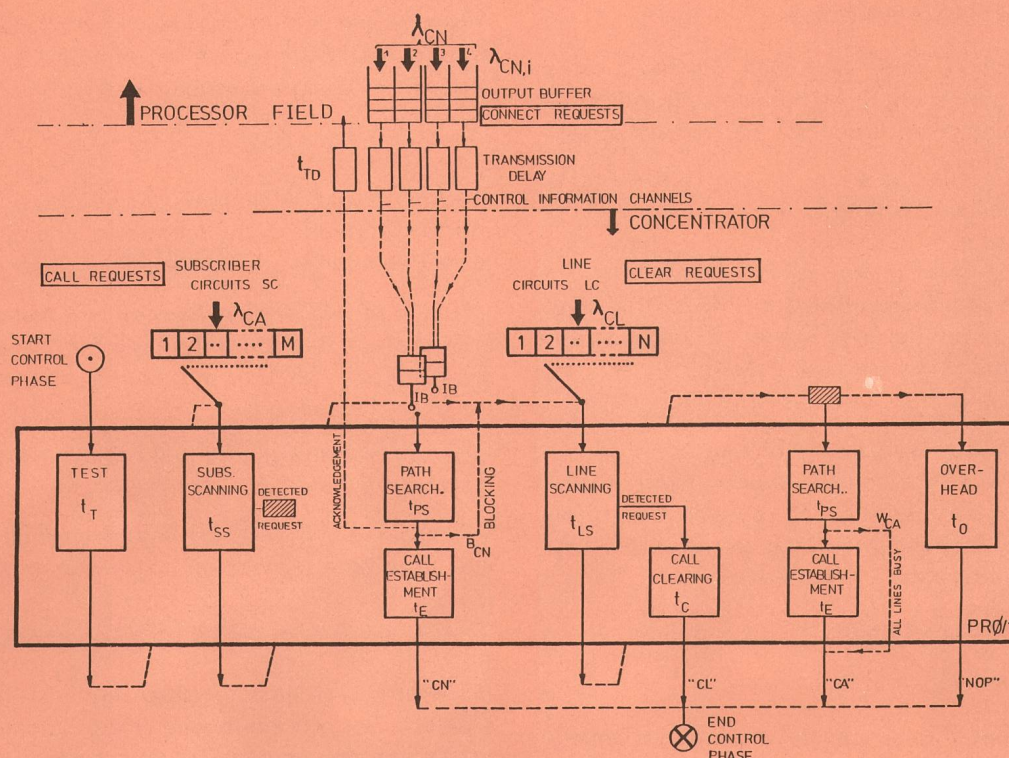 λCN
1 2 3 4
λCN,i
OUTPUT BUFFER
CONNECT REQUESTS
PROCESSOR FIELD
tTD
TRANSMISSION
DELAY
CONTROL INFORMATION CHANNELS
CONCENTRATOR
CALL REQUESTS
SUBSCRIBER
CIRCUITS SC
λCA
1 2 .. .... M
LINE
CIRCUITS LC
CLEAR REQUESTS
λCL
1 2 .. .... N
START
CONTROL
PHASE
IB
IB
TEST
tT
SUBS.
SCANNING
tSS
DETECTED
REQUEST
ACKNOWLEDGEMENT
PATH
SEARCH.
tPS
BLOCKING
BCN
CALL
ESTABLISH-
MENT
tE
LINE
SCANNING
tLS
DETECTED
REQUEST
CALL
CLEARING
tC
PATH
SEARCH..
tPS
WCA
CALL
ESTABLISH-
MENT
tE
ALL LINES BUSY
OVER-
HEAD
tO
"CN"
"CL"
"CA"
"NOP"
END
CONTROL
PHASE